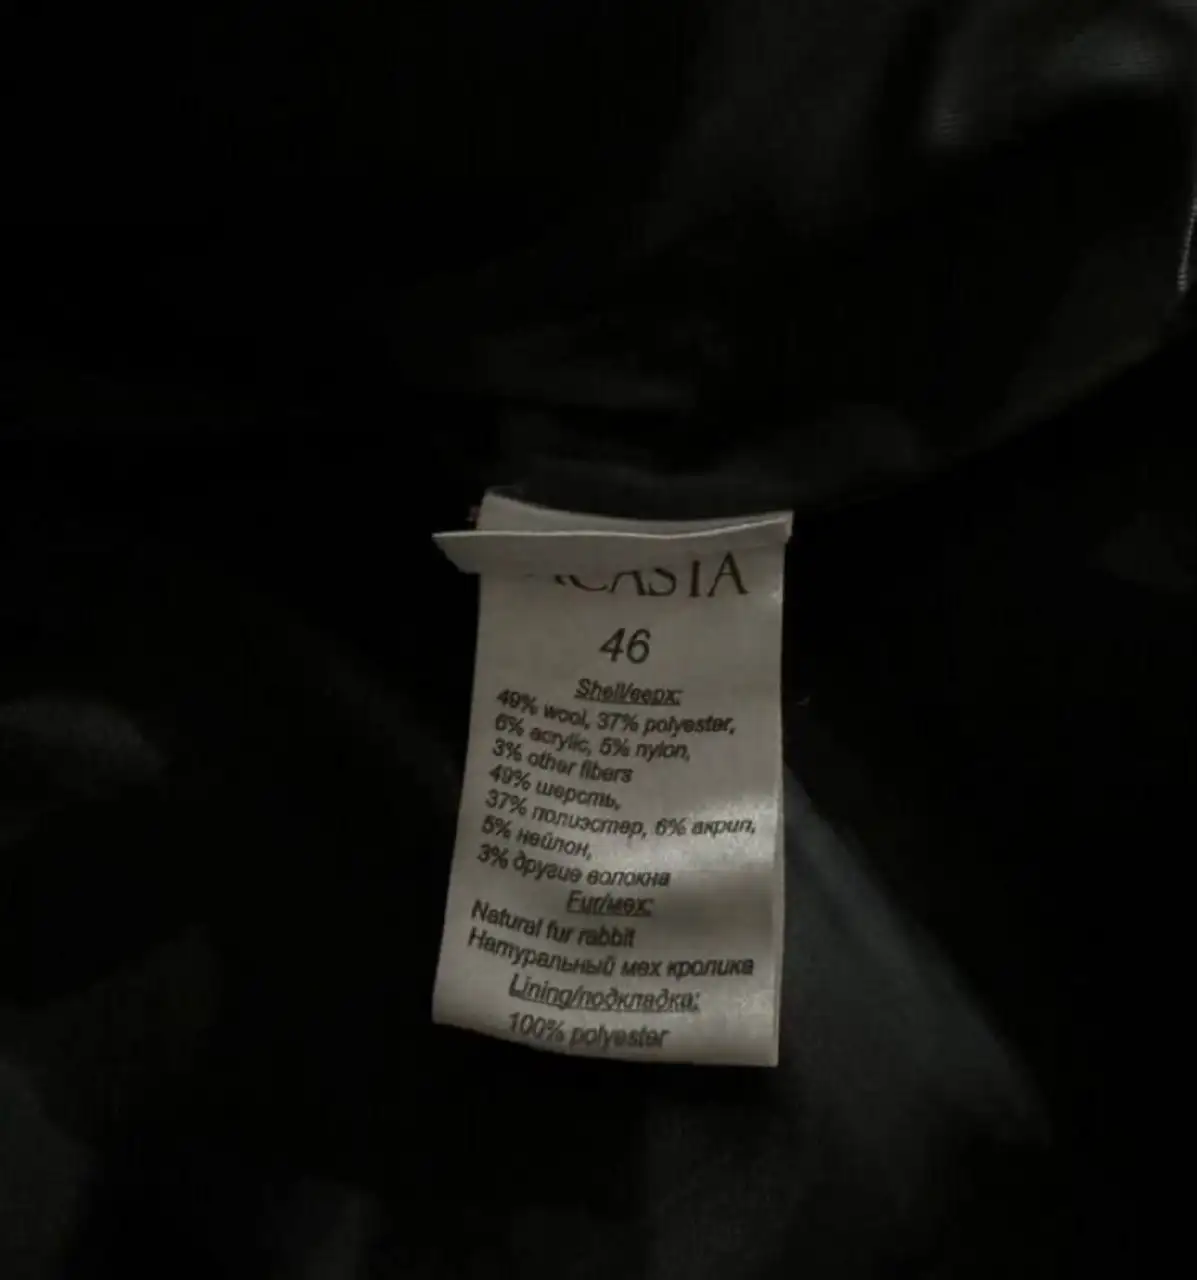 46
Shell/верх:
49% wool, 37% polyester,
6% acrylic, 5% nylon,
3% other fibers
49% шерсть,
37% полиэстер, 6% акрил,
5% нейлон,
3% другие волокна
Fur/мех:
Natural fur rabbit
Натуральный мех кролика
Lining/подкладка:
100% polyester